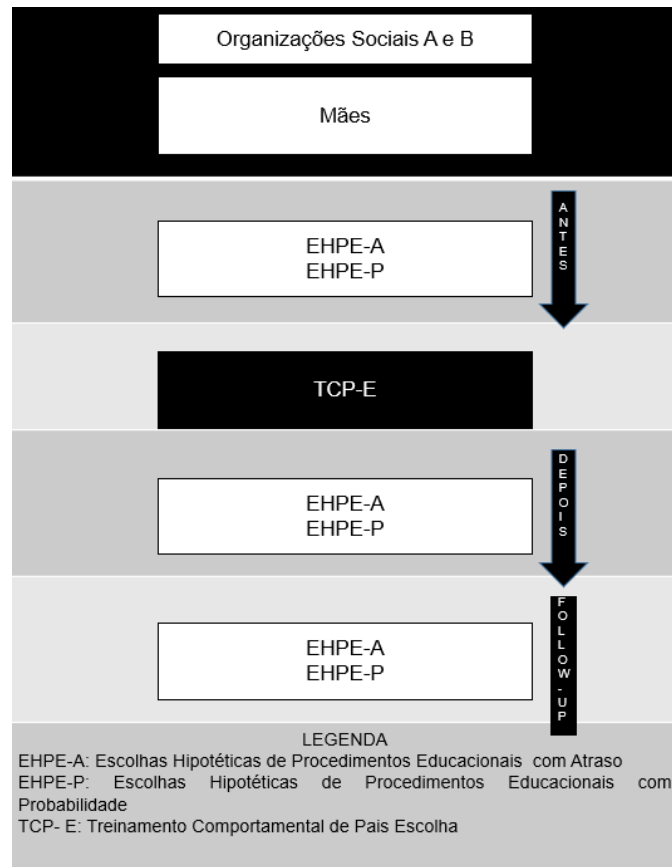 Organizações Sociais A e B
Mães
ANTES
EHPE-A
EHPE-P
TCP-E
DEPOIS
EHPE-A
EHPE-P
FOLLOW-UP
EHPE-A
EHPE-P
LEGENDA
EHPE-A: Escolhas Hipotéticas de Procedimentos Educacionais com Atraso
EHPE-P: Escolhas Hipotéticas de Procedimentos Educacionais com
Probabilidade
TCP- E: Treinamento Comportamental de Pais Escolha